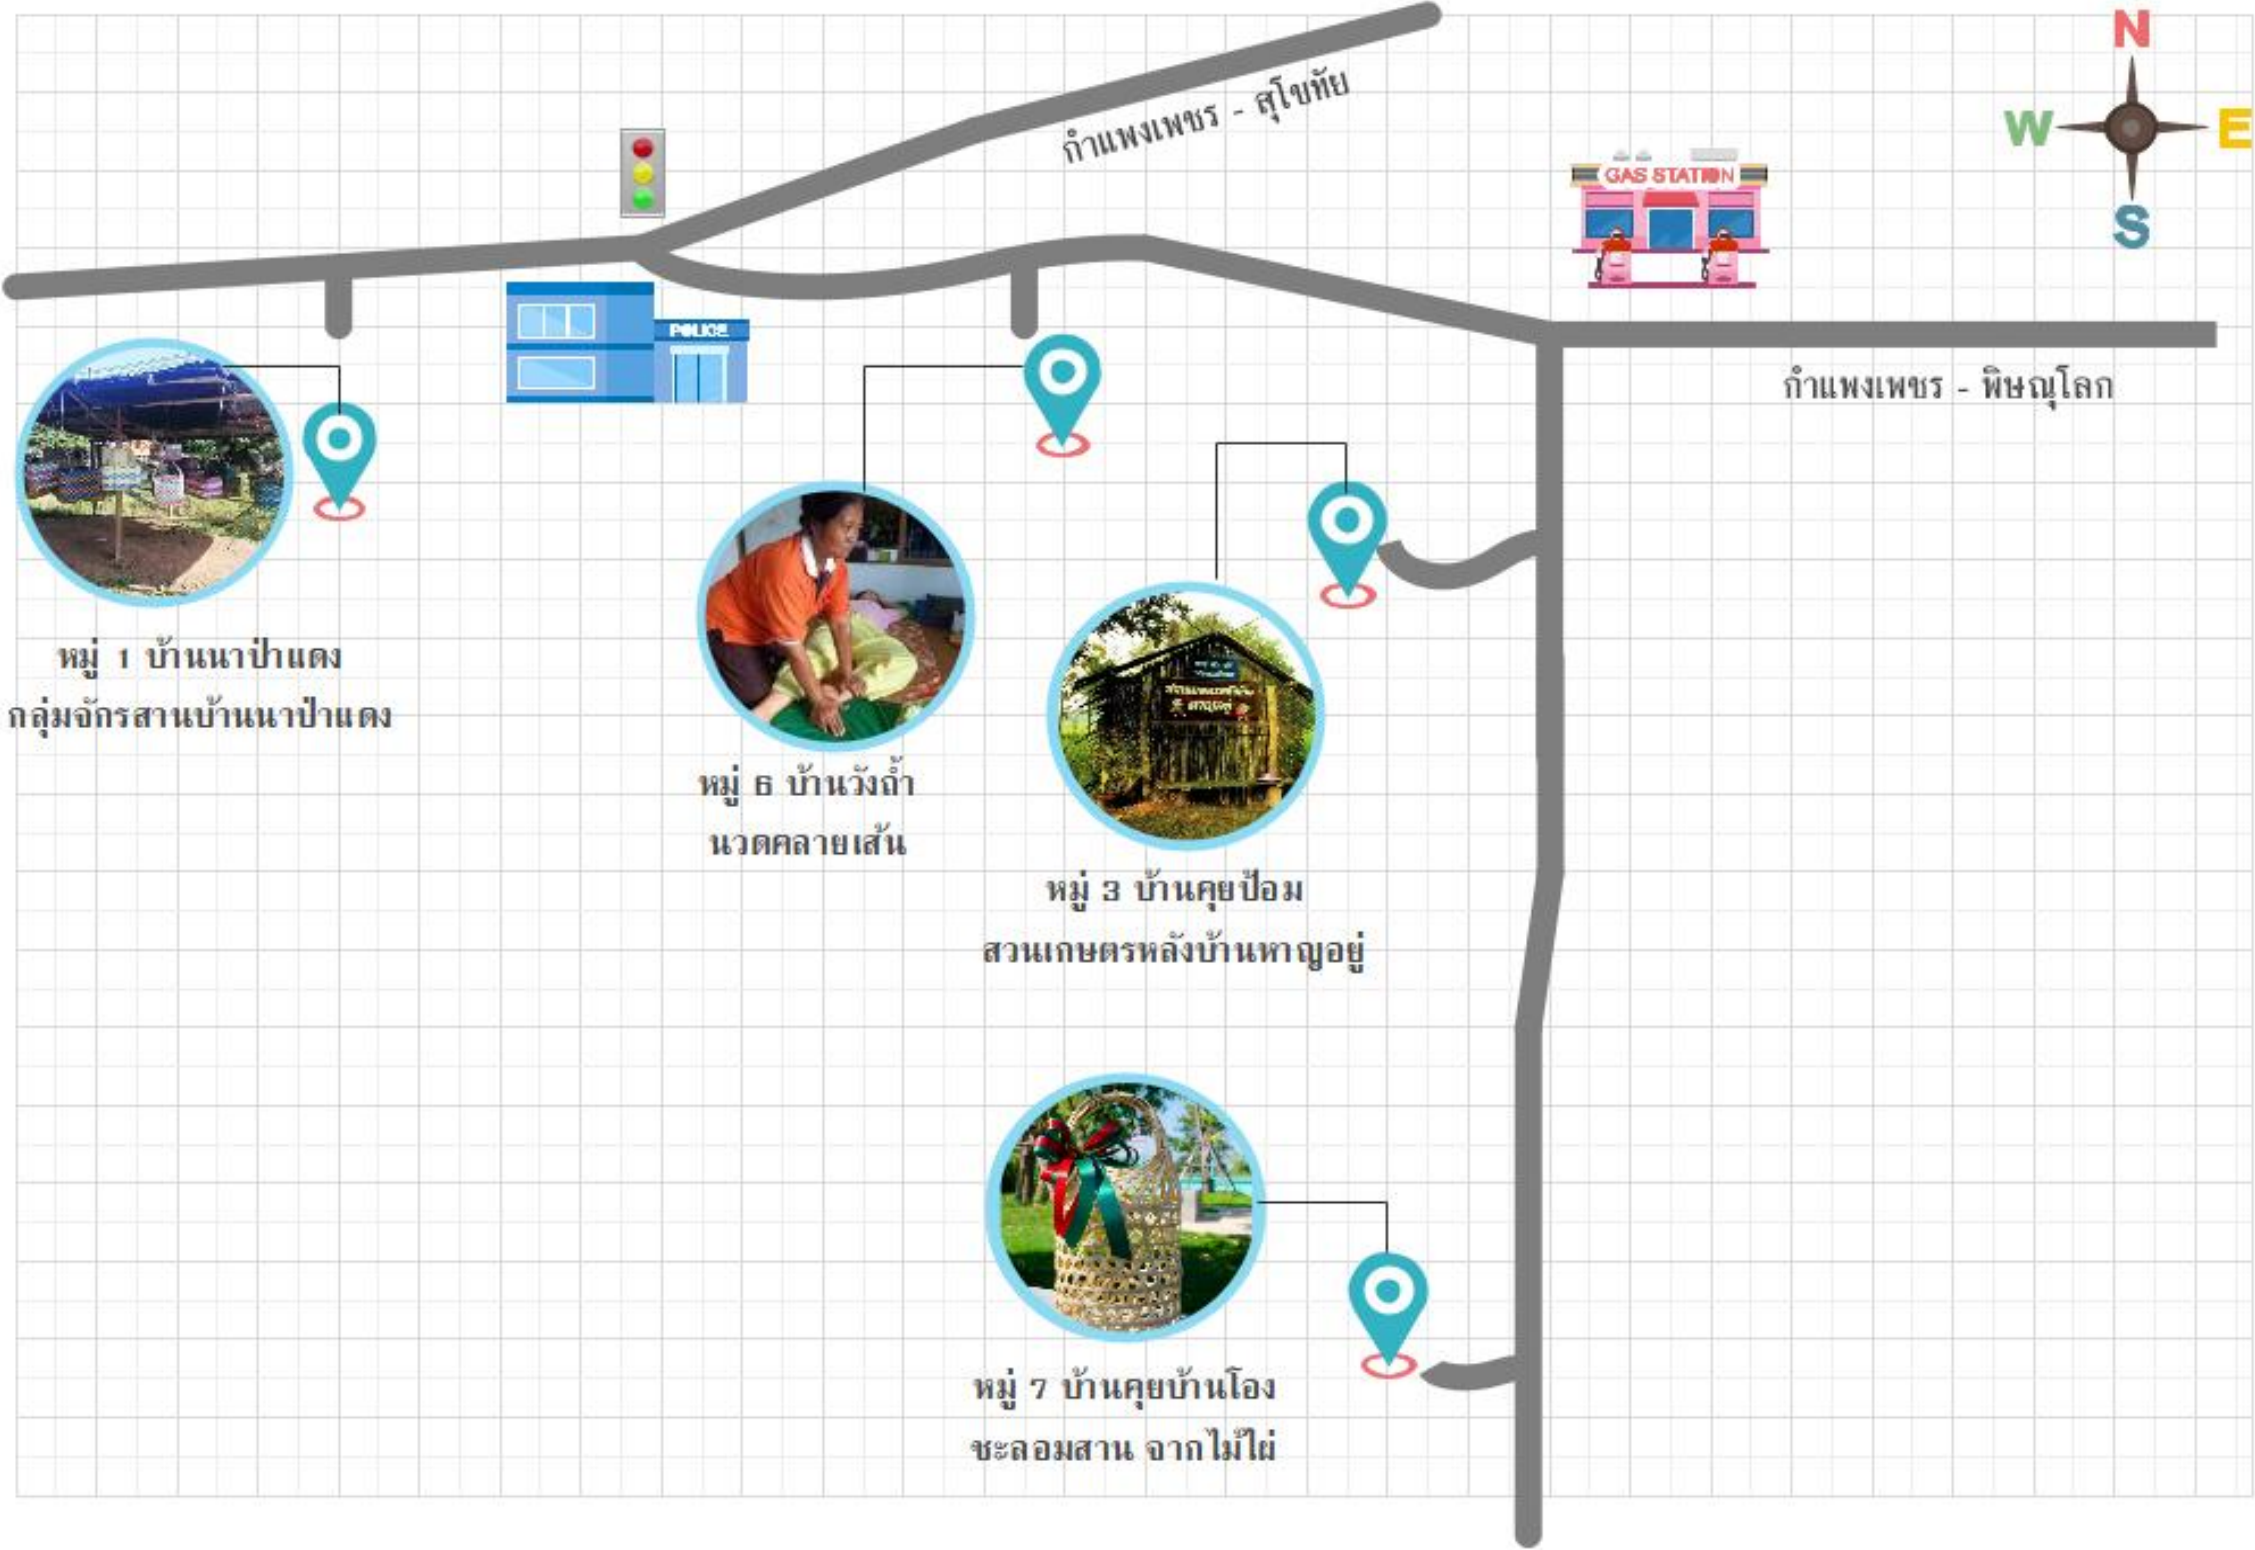 N
กำแพงเพชร - สุโขทัย
W
E
GAS STATION
S
POLICE
กำแพงเพชร - พิษณุโลก
หมู่ 1 บ้านนาป่าแดง
กลุ่มจักรสานบ้านนาป่าแดง
หมู่ 6 บ้านวังถ้ำ
นวดคลายเส้น
หมู่ 3 บ้านคุยป้อม
สวนเกษตรหลังบ้านหาญอยู่
หมู่ 7 บ้านคุยบ้านโอง
ชะลอมสาน จากไม้ไผ่